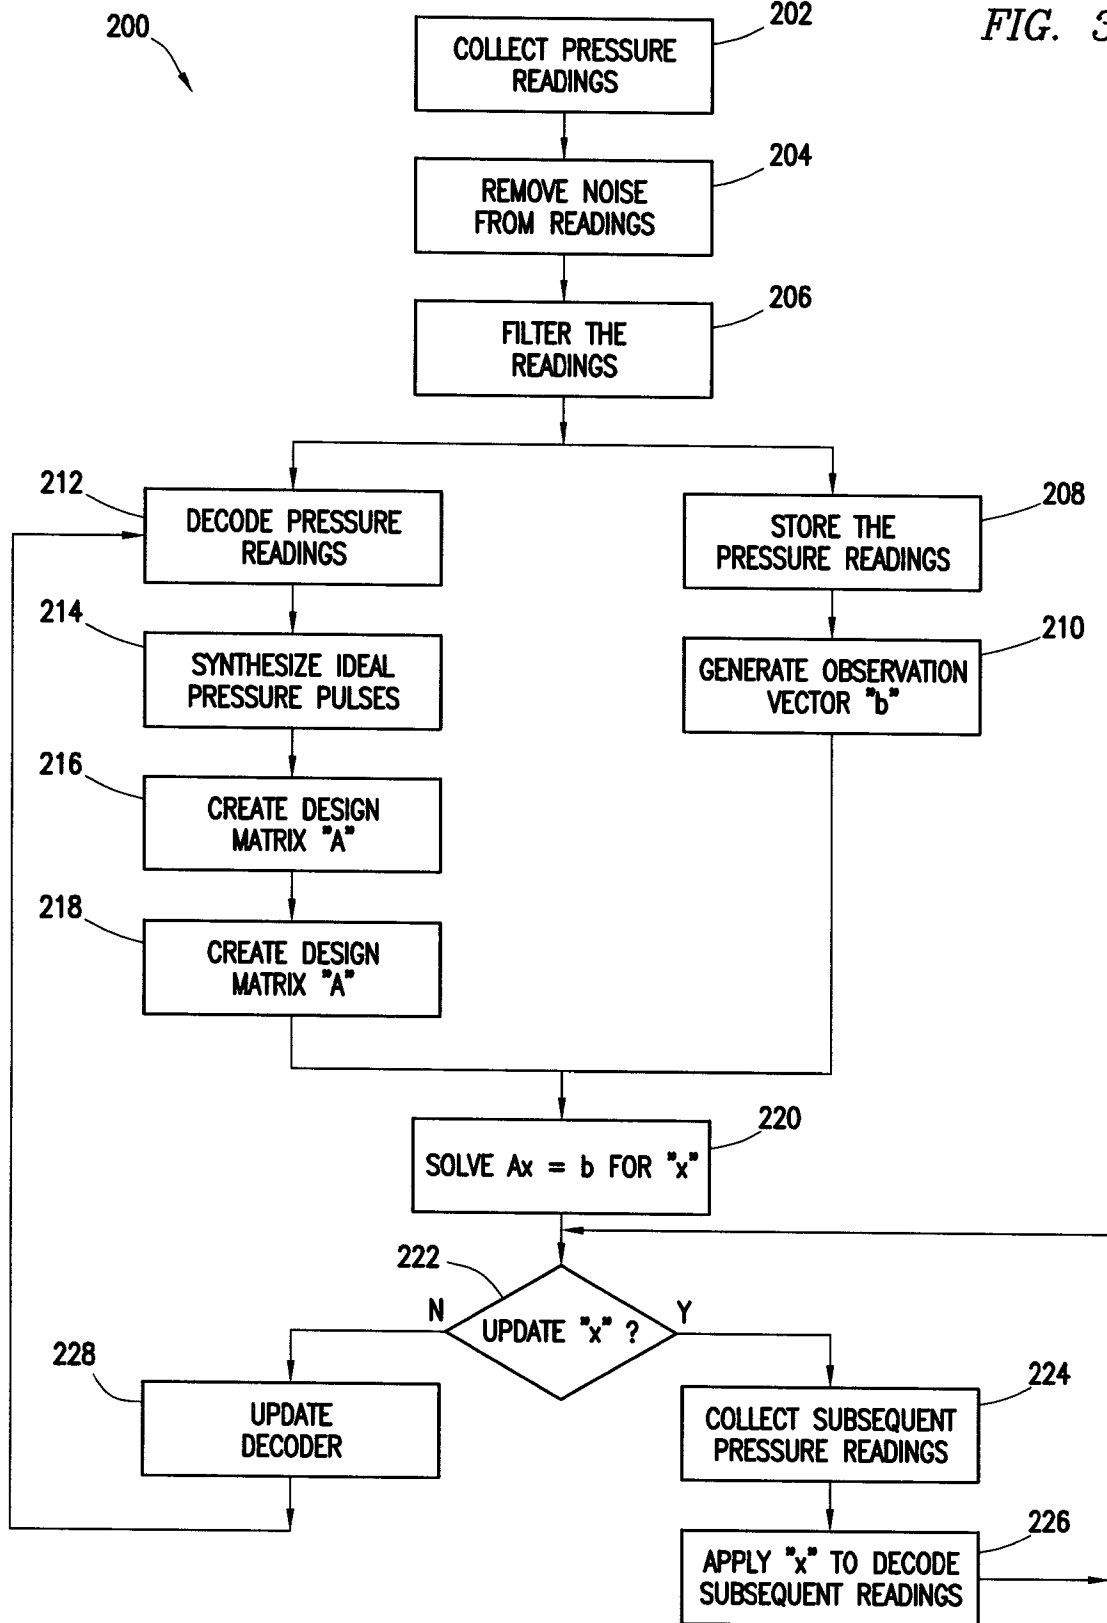 200
FIG. 3
202
COLLECT PRESSURE
READINGS
204
REMOVE NOISE
FROM READINGS
206
FILTER THE
READINGS
212
DECODE PRESSURE
READINGS
208
STORE THE
PRESSURE READINGS
214
SYNTHESIZE IDEAL
PRESSURE PULSES
210
GENERATE OBSERVATION
VECTOR "b"
216
CREATE DESIGN
MATRIX "A"
218
CREATE DESIGN
MATRIX "A"
220
SOLVE Ax = b FOR "x"
222
N
UPDATE "x" ?
Y
228
UPDATE
DECODER
224
COLLECT SUBSEQUENT
PRESSURE READINGS
226
APPLY "x" TO DECODE
SUBSEQUENT READINGS